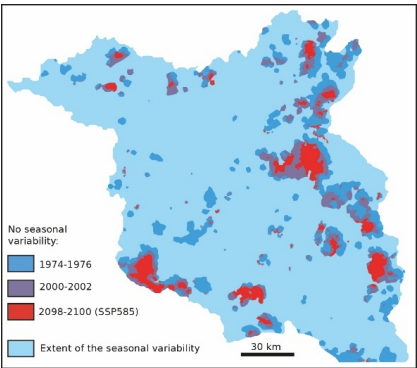 No seasonal
variability:
1974-1976
2000-2002
2098-2100 (SSP585)
Extent of the seasonal variability
30 km